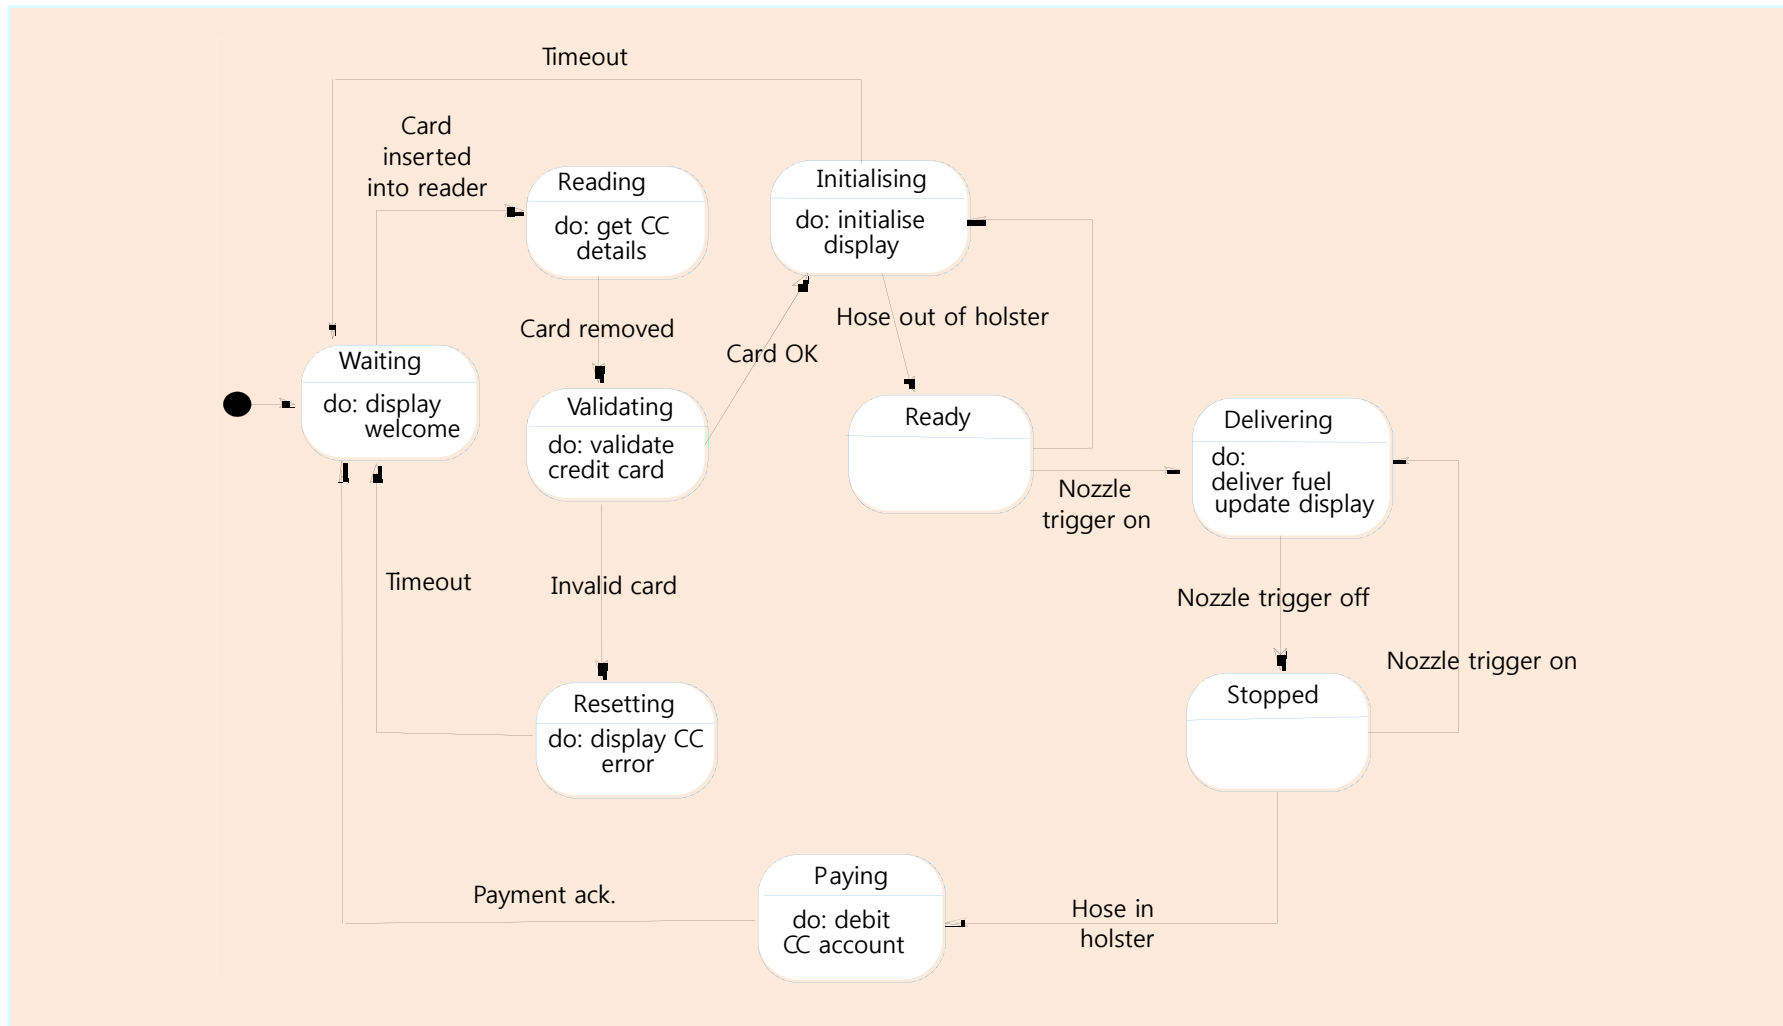 Timeout
Card
inserted
into reader
Reading
do: get CC
details
Initialising
do: initialise
display
Card removed
Hose out of holster
Card OK
Waiting
do: display
welcome
Validating
do: validate
credit card
Ready
Delivering
do:
deliver fuel
update display
Nozzle
trigger on
Timeout
Invalid card
Nozzle trigger off
Nozzle trigger on
Resetting
do: display CC
error
Stopped
Paying
do: debit
CC account
Payment ack.
Hose in
holster